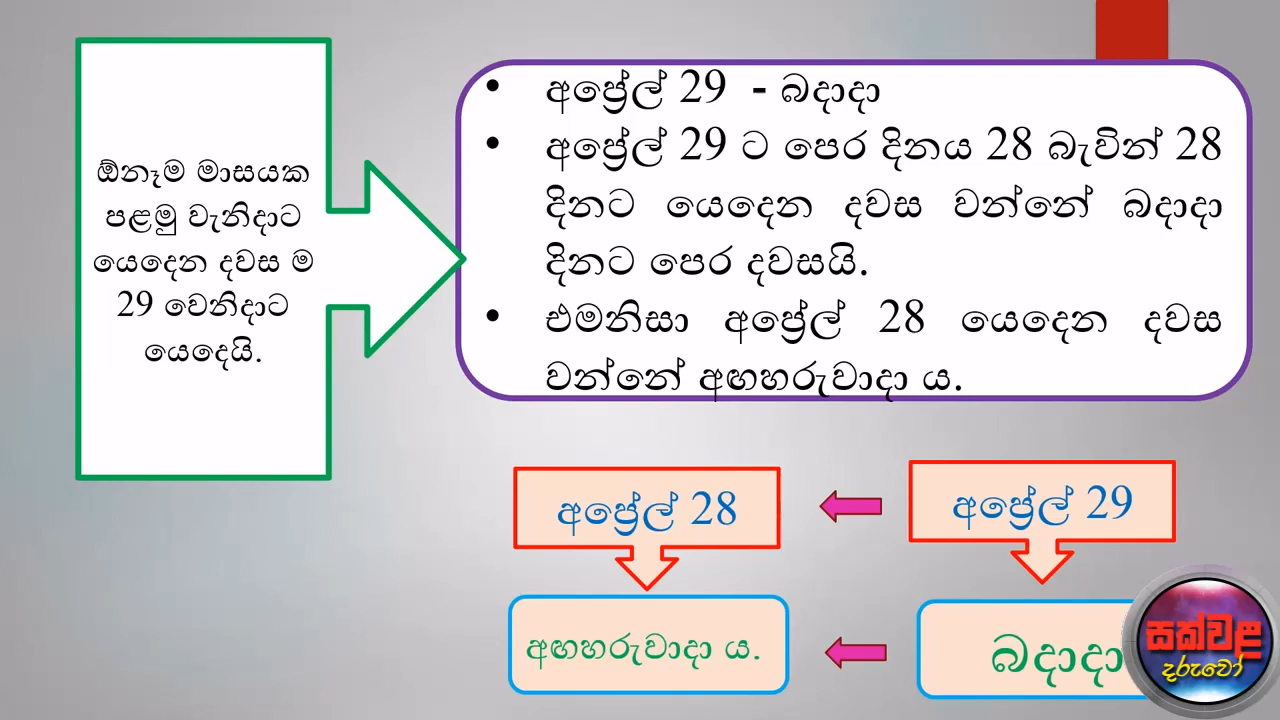 ඕනෑම මාසයක
පළමු වැනිදාට
යෙදෙන දවස ම
29 වෙනිදාට
යෙදෙයි.
• අප්‍රේල් 29 - බදාදා
• අප්‍රේල් 29 ට පෙර දිනය 28 බැවින් 28
දිනට යෙදෙන දවස වන්නේ බදාදා
දිනට පෙර දවසයි.
• එමනිසා අප්‍රේල් 28 යෙදෙන දවස
වන්නේ අඟහරුවාදා ය.
අප්‍රේල් 28
අප්‍රේල් 29
අඟහරුවාදා ය.
බදාදා
සක්වළ
දරුවෝ